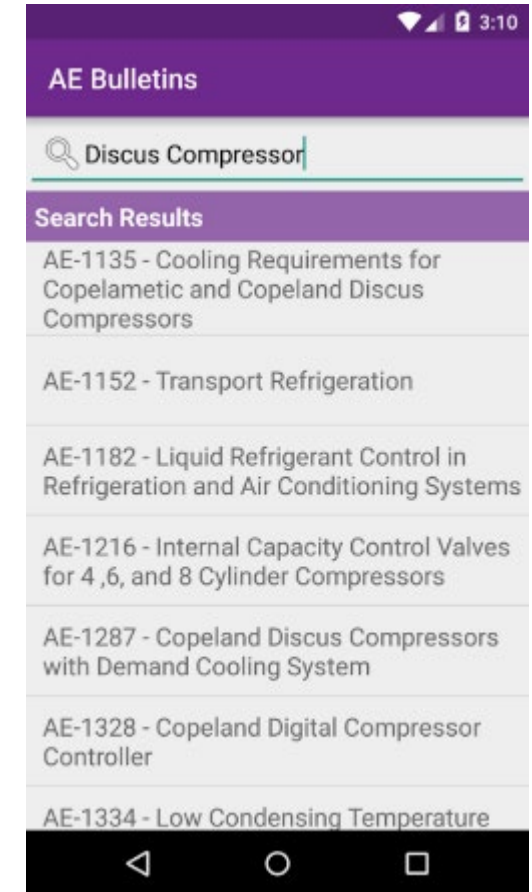 3:10
AE Bulletins
Discus Compressor
Search Results
AE-1135 - Cooling Requirements for
Copelametic and Copeland Discus
Compressors
AE-1152 - Transport Refrigeration
AE-1182 - Liquid Refrigerant Control in
Refrigeration and Air Conditioning Systems
AE-1216 - Internal Capacity Control Valves
for 4 ,6, and 8 Cylinder Compressors
AE-1287 - Copeland Discus Compressors
with Demand Cooling System
AE-1328 - Copeland Digital Compressor
Controller
AE-1334 - Low Condensing Temperature